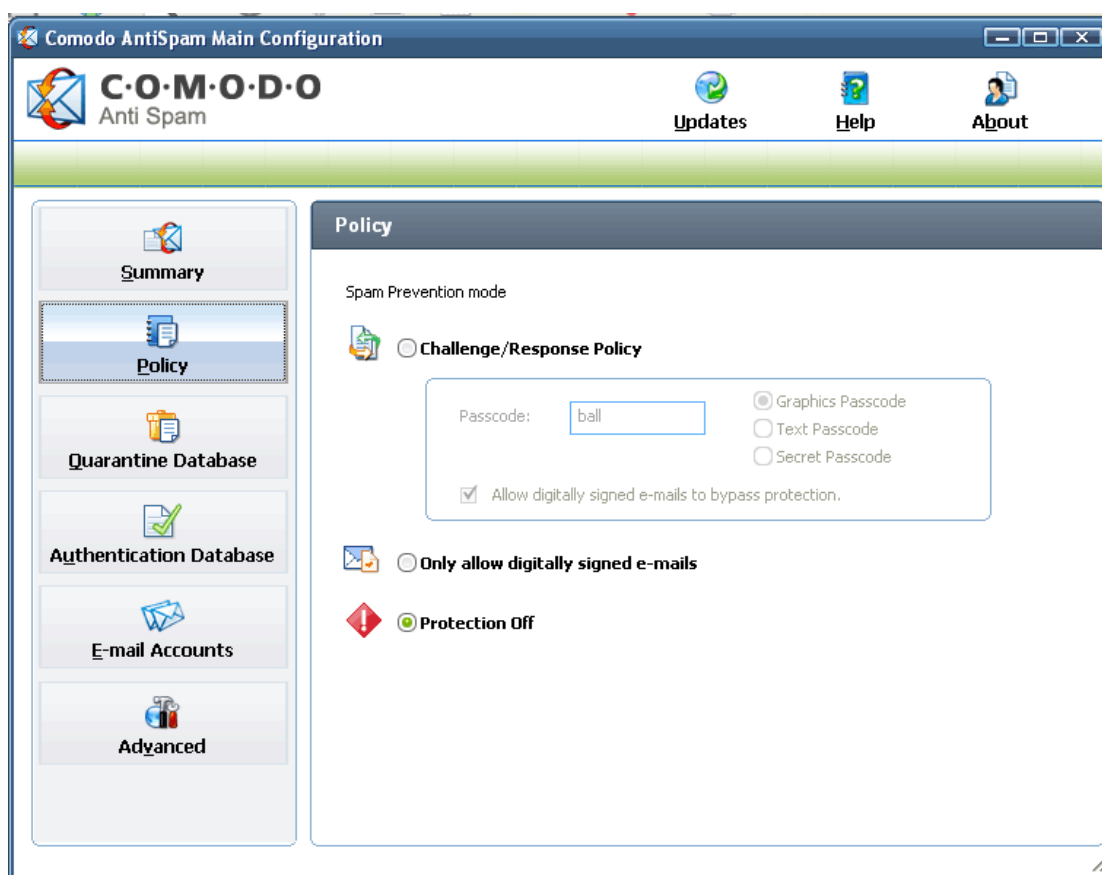 Comodo AntiSpam Main Configuration
C·O·M·O·D·O
Anti Spam
Updates
Help
About
Summary
Policy
Quarantine Database
Authentication Database
E-mail Accounts
Advanced
Policy
Spam Prevention mode
Challenge/Response Policy
Passcode:
ball
Graphics Passcode
Text Passcode
Secret Passcode
Allow digitally signed e-mails to bypass protection.
Only allow digitally signed e-mails
Protection Off